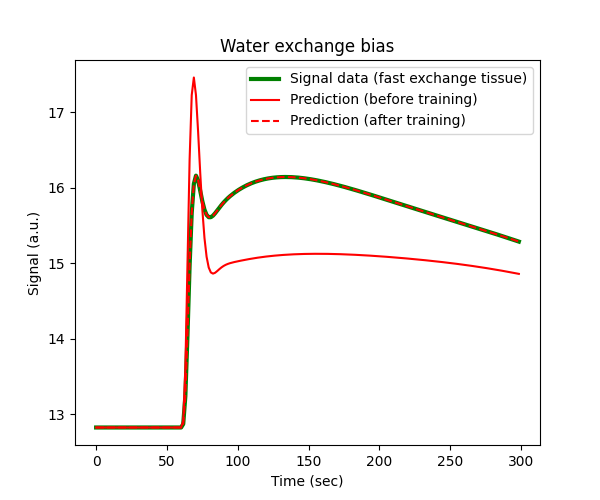 Water exchange bias
Signal data (fast exchange tissue)
Prediction (before training)
Prediction (after training)
Signal (a.u.)
17
16
15
14
13
0 50 100 150 200 250 300
Time (sec)